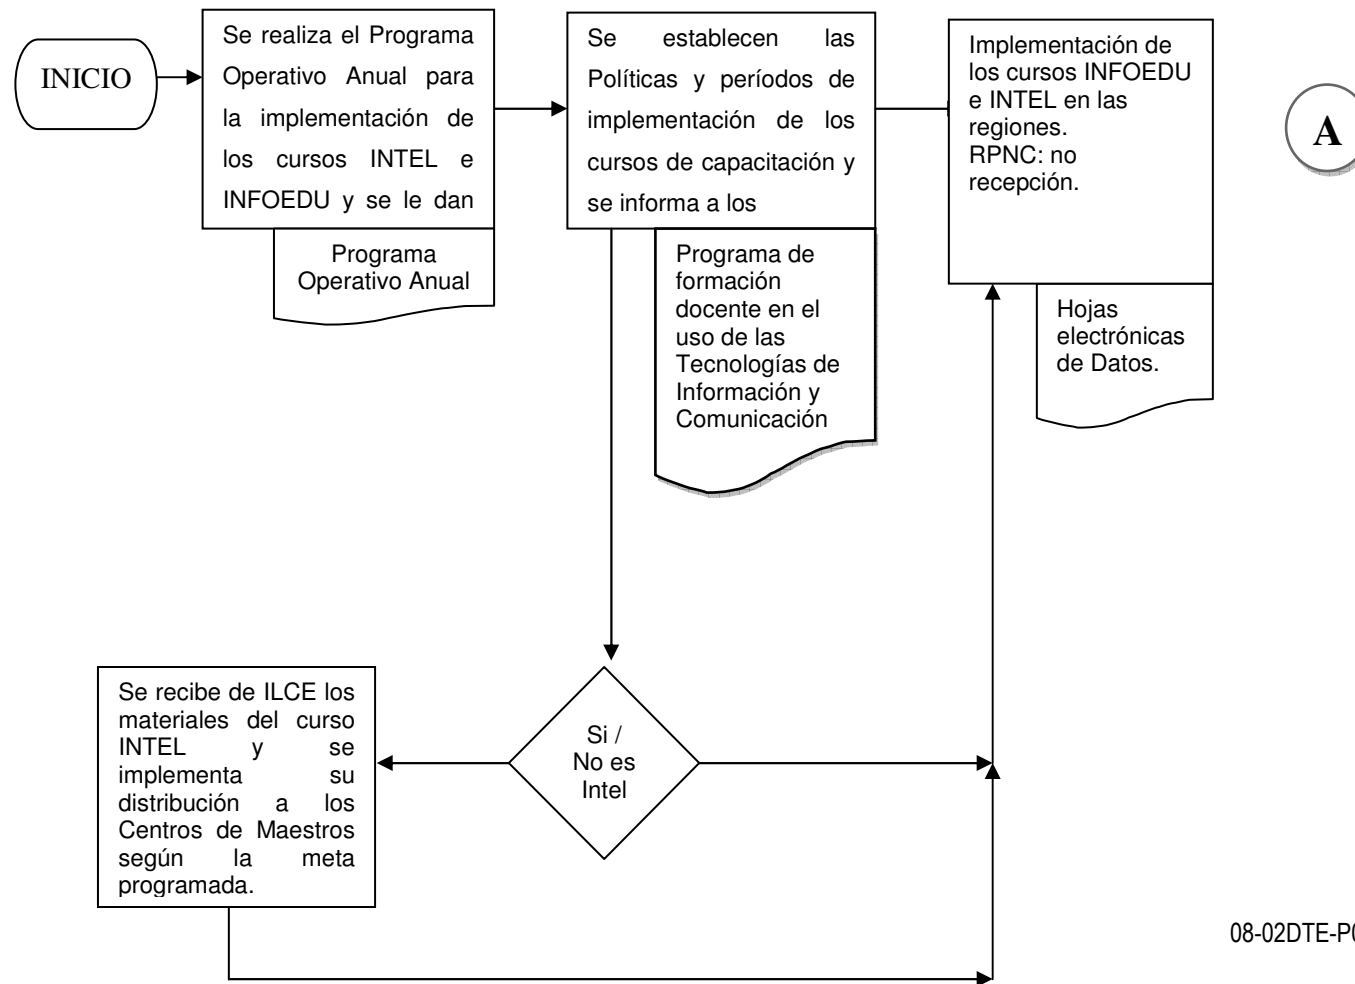 INICIO
Se realiza el Programa
Operativo Anual para
la implementación de
los cursos INTEL e
INFOEDU y se le dan
Programa
Operativo Anual
Se establecen las
Políticas y períodos de
implementación de los
cursos de capacitación y
se informa a los
Programa de
formación
docente en el
uso de las
Tecnologías de
Información y
Comunicación
Implementación de
los cursos INFOEDU
e INTEL en las
regiones.
RPNC: no
recepción.
Hojas
electrónicas
de Datos.
A
Si /
No es
Intel
Se recibe de ILCE los
materiales del curso
INTEL y se
implementa su
distribución a los
Centros de Maestros
según la meta
programada.
08-02DTE-P